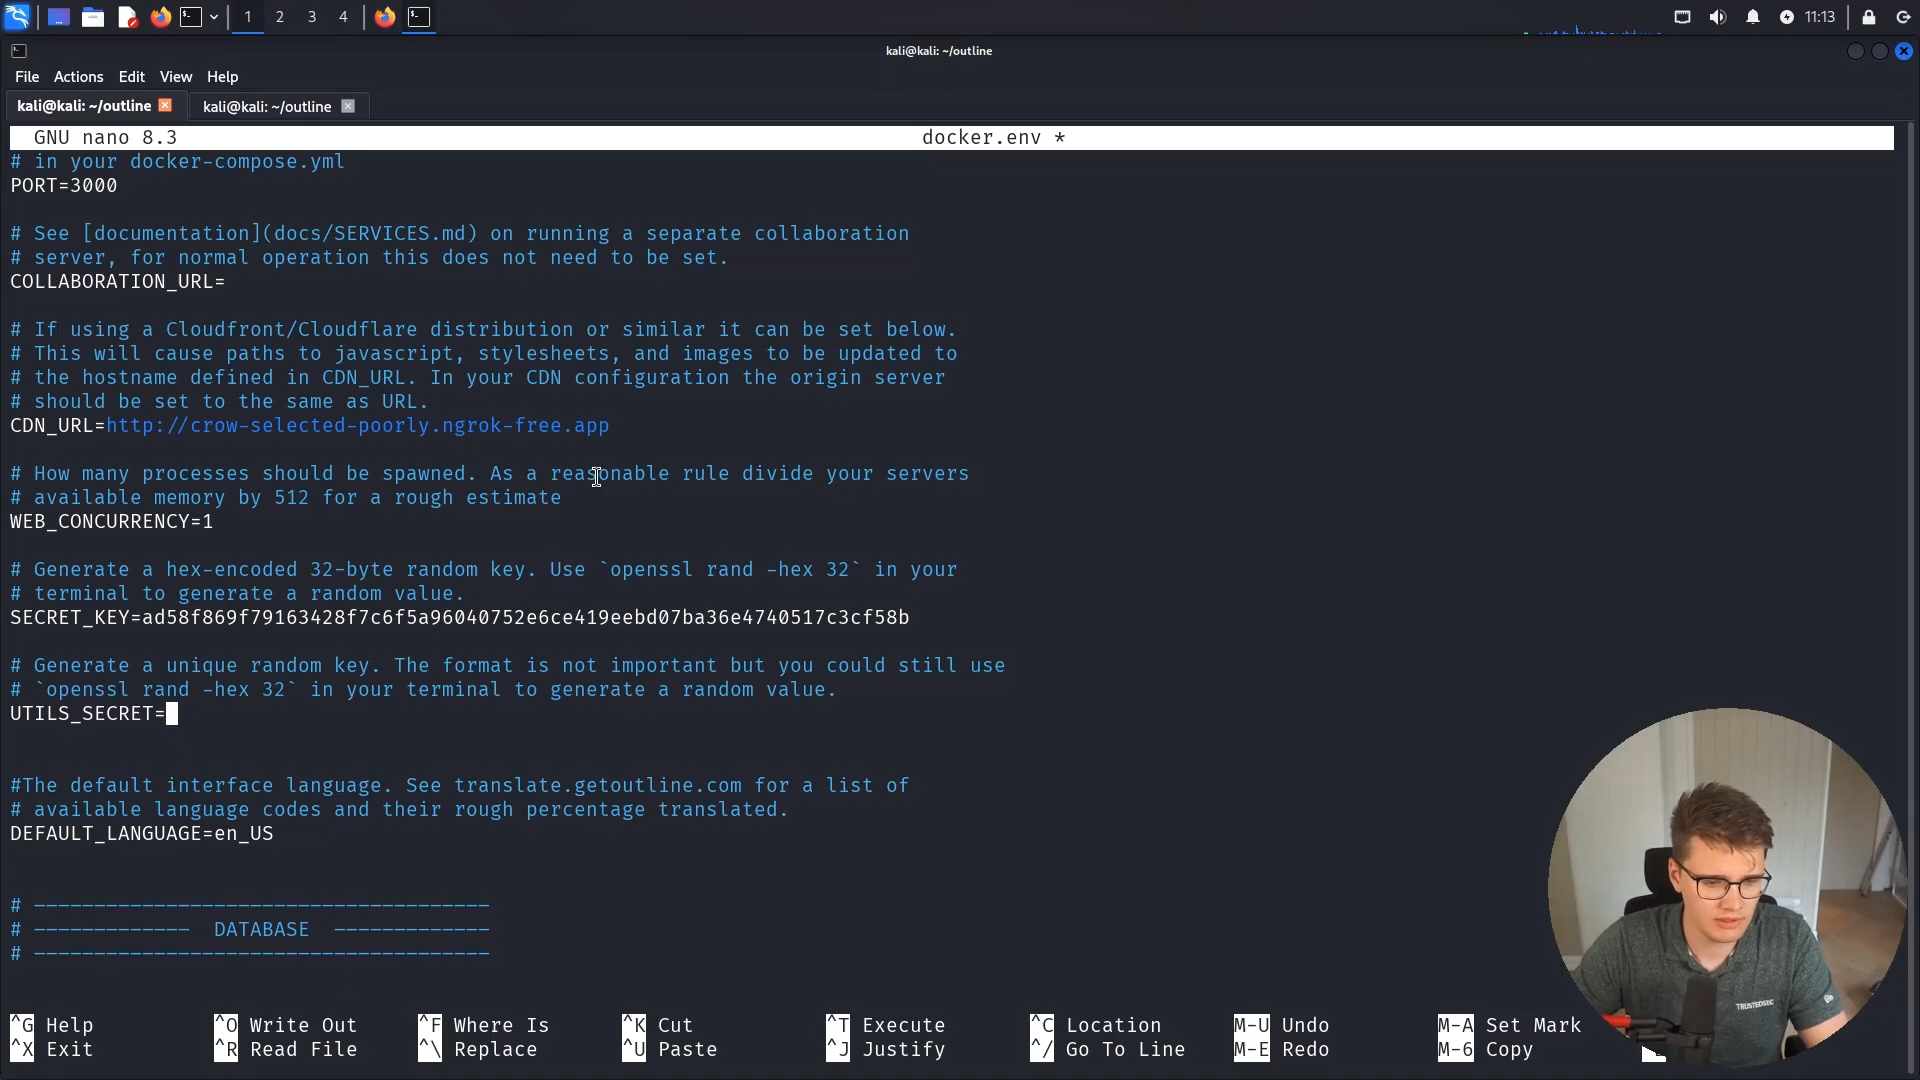 1 2 3 4 11:13
kali@kali: ~/outline
File Actions Edit View Help
kali@kali: ~/outline kali@kali: ~/outline
GNU nano 8.3 docker.env *
# in your docker-compose.yml
PORT=3000
# See [documentation](docs/SERVICES.md) on running a separate collaboration
# server, for normal operation this does not need to be set.
COLLABORATION_URL=
# If using a Cloudfront/Cloudflare distribution or similar it can be set below.
# This will cause paths to javascript, stylesheets, and images to be updated to
# the hostname defined in CDN_URL. In your CDN configuration the origin server
# should be set to the same as URL.
CDN_URL=http://crow-selected-poorly.ngrok-free.app
# How many processes should be spawned. As a reasonable rule divide your servers
# available memory by 512 for a rough estimate
WEB_CONCURRENCY=1
# Generate a hex-encoded 32-byte random key. Use `openssl rand -hex 32` in your
# terminal to generate a random value.
SECRET_KEY=ad58f869f79163428f7c6f5a96040752e6ce419eebd07ba36e4740517c3cf58b
# Generate a unique random key. The format is not important but you could still use
# `openssl rand -hex 32` in your terminal to generate a random value.
UTILS_SECRET=
#The default interface language. See translate.getoutline.com for a list of
# available language codes and their rough percentage translated.
DEFAULT_LANGUAGE=en_US
# --------------------------------------
# ------------- DATABASE -------------
# --------------------------------------
^G Help ^O Write Out ^F Where Is ^K Cut ^T Execute ^C Location M-U Undo M-A Set Mark
^X Exit ^R Read File ^\ Replace ^U Paste ^J Justify ^/ Go To Line M-E Redo M-6 Copy
TRUSTEDSEC